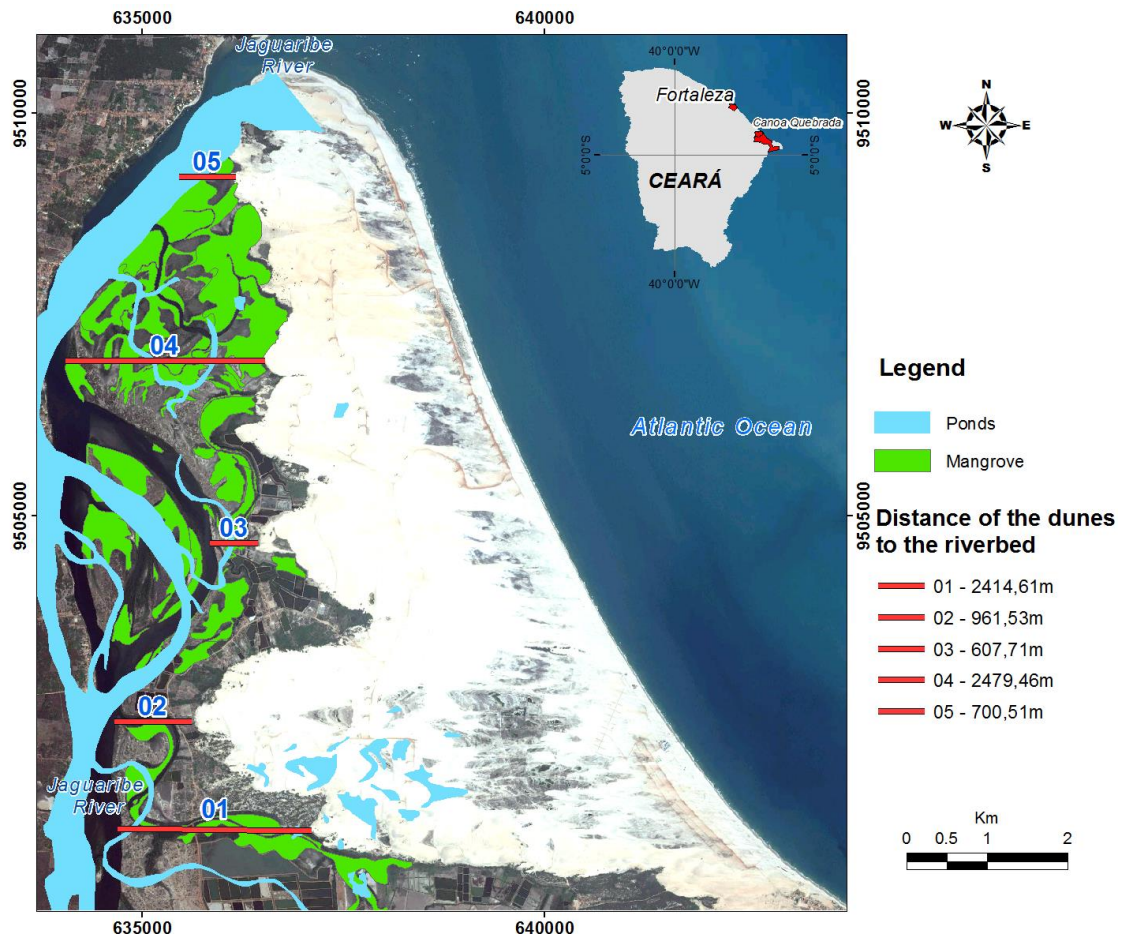 635000
640000
Jaguaribe
River
9510000
9510000
40°0'0"W
Fortaleza
Canoa Quebrada
5°0'0"S
5°0'0"S
CEARÁ
40°0'0"W
N
W
E
S
05
04
03
02
01
Atlantic Ocean
9505000
9505000
Jaguaribe
River
Legend
Ponds
Mangrove
Distance of the dunes
to the riverbed
01 - 2414,61m
02 - 961,53m
03 - 607,71m
04 - 2479,46m
05 - 700,51m
Km
0 0.5 1 2
635000
640000